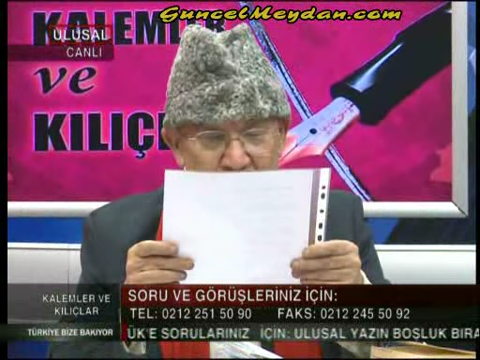 GuncelMeydan.com
KALEMLER
ULUSAL
CANLI
ve
KILIÇ
KALEMLER VE
KILIÇLAR
SORU VE GÖRÜŞLERİNİZ İÇİN:
TEL: 0212 251 50 90 FAKS: 0212 245 50 92
TÜRKİYE BİZE BAKIYOR
ÜK'E SORULARINIZ İÇİN: ULUSAL YAZIN BOŞLUK BIRA